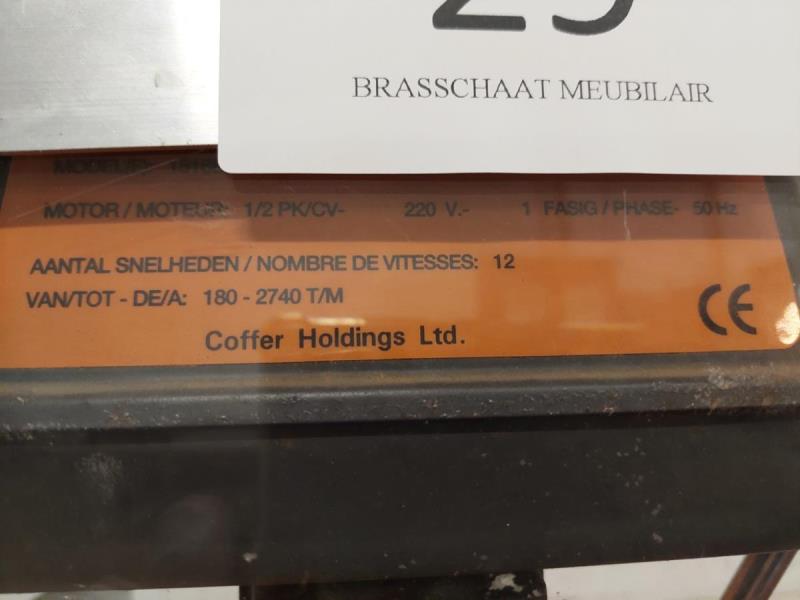 BRASSCHAAT MEUBILAIR
MOTOR / MOTEUR: 1/2 PK/CV- 220 V.- 1 FASIG / PHASE- 50 Hz
AANTAL SNELHEDEN / NOMBRE DE VITESSES: 12
VAN/TOT - DE/A: 180 - 2740 T/M
CE
Coffer Holdings Ltd.